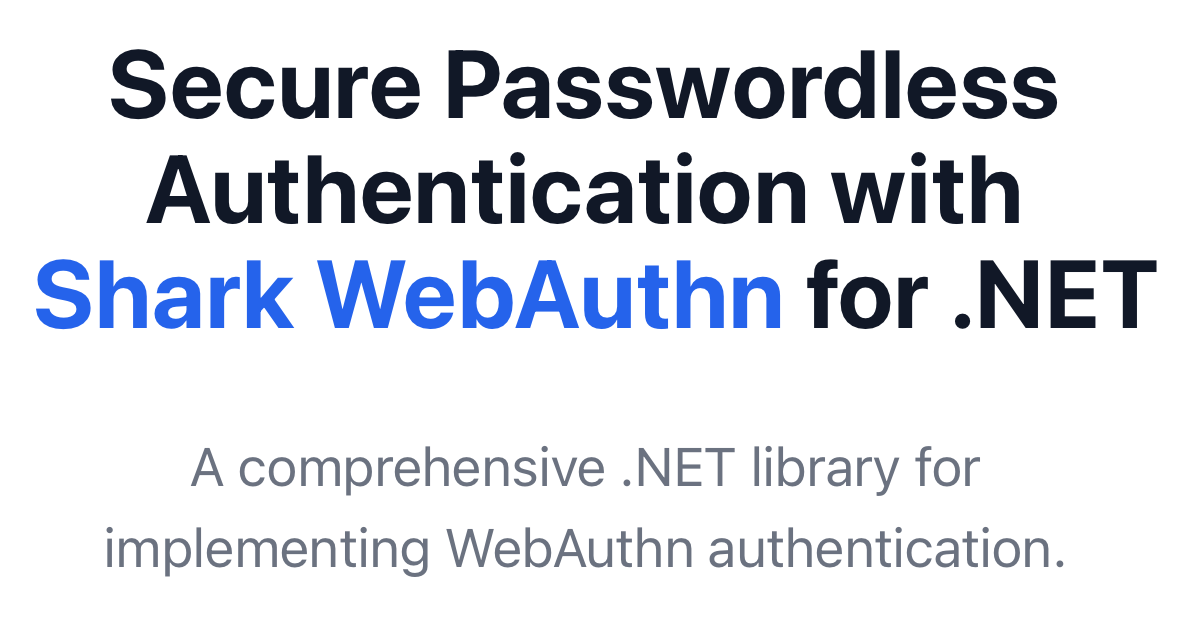 Secure Passwordless
Authentication with
Shark WebAuthn for .NET
A comprehensive .NET library for
implementing WebAuthn authentication.